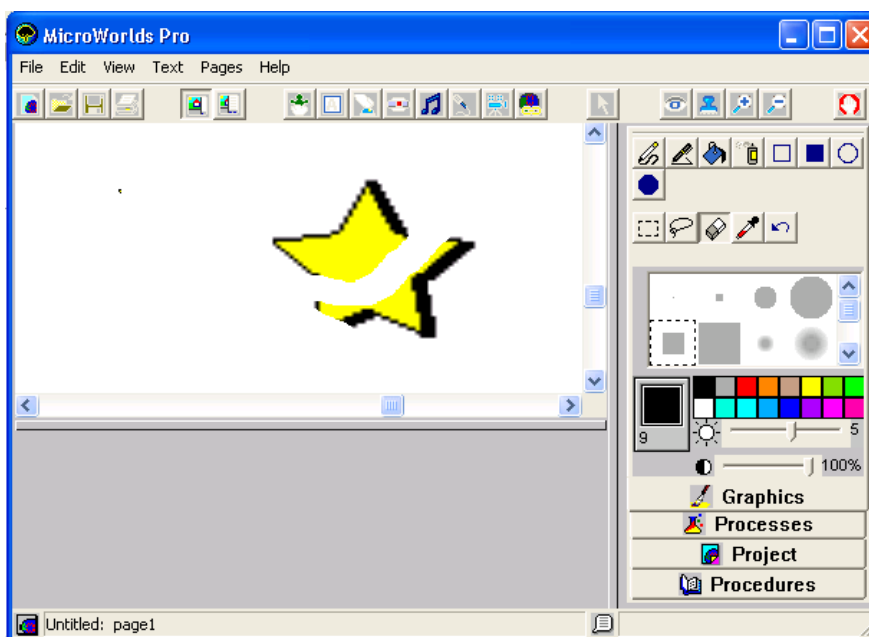 MicroWorlds Pro
File Edit View Text Pages Help
9
5
100%
Graphics
Processes
Project
Procedures
Untitled: page1